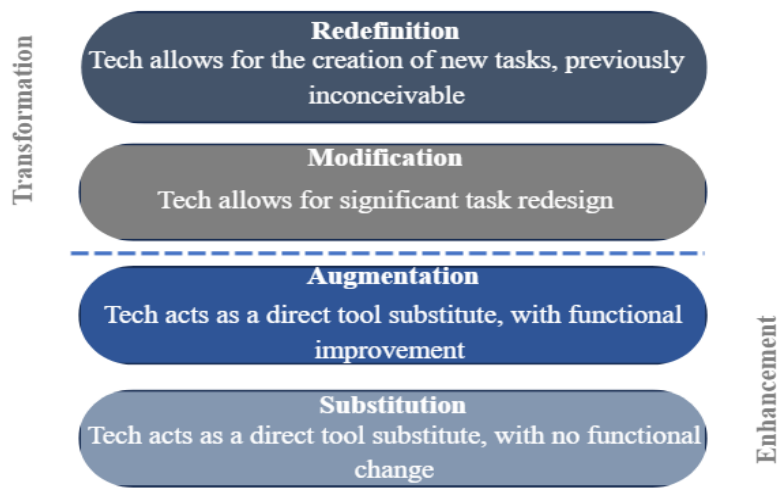 Transformation
Redefinition
Tech allows for the creation of new tasks, previously
inconceivable
Modification
Tech allows for significant task redesign
Augmentation
Tech acts as a direct tool substitute, with functional
improvement
Substitution
Tech acts as a direct tool substitute, with no functional
change
Enhancement